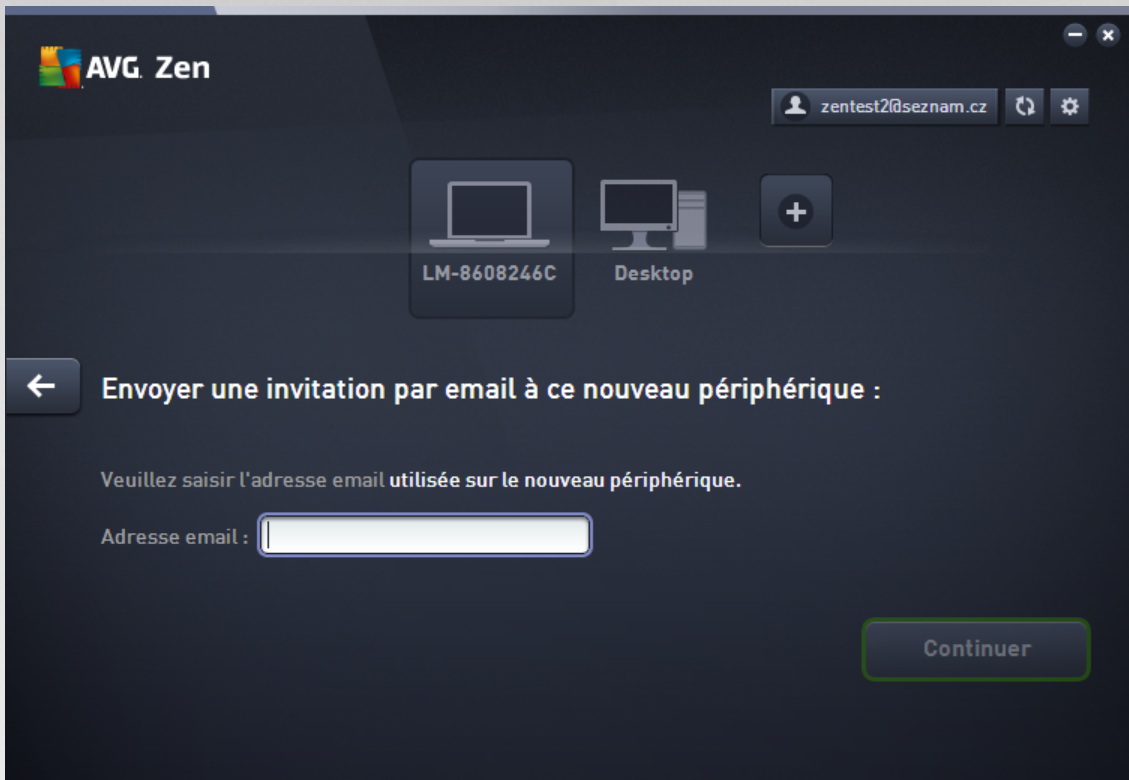 AVG. Zen
zentest2@seznam.cz
LM-8608246C
Desktop
Envoyer une invitation par email à ce nouveau périphérique :
Veuillez saisir l'adresse email utilisée sur le nouveau périphérique.
Adresse email :
Continuer